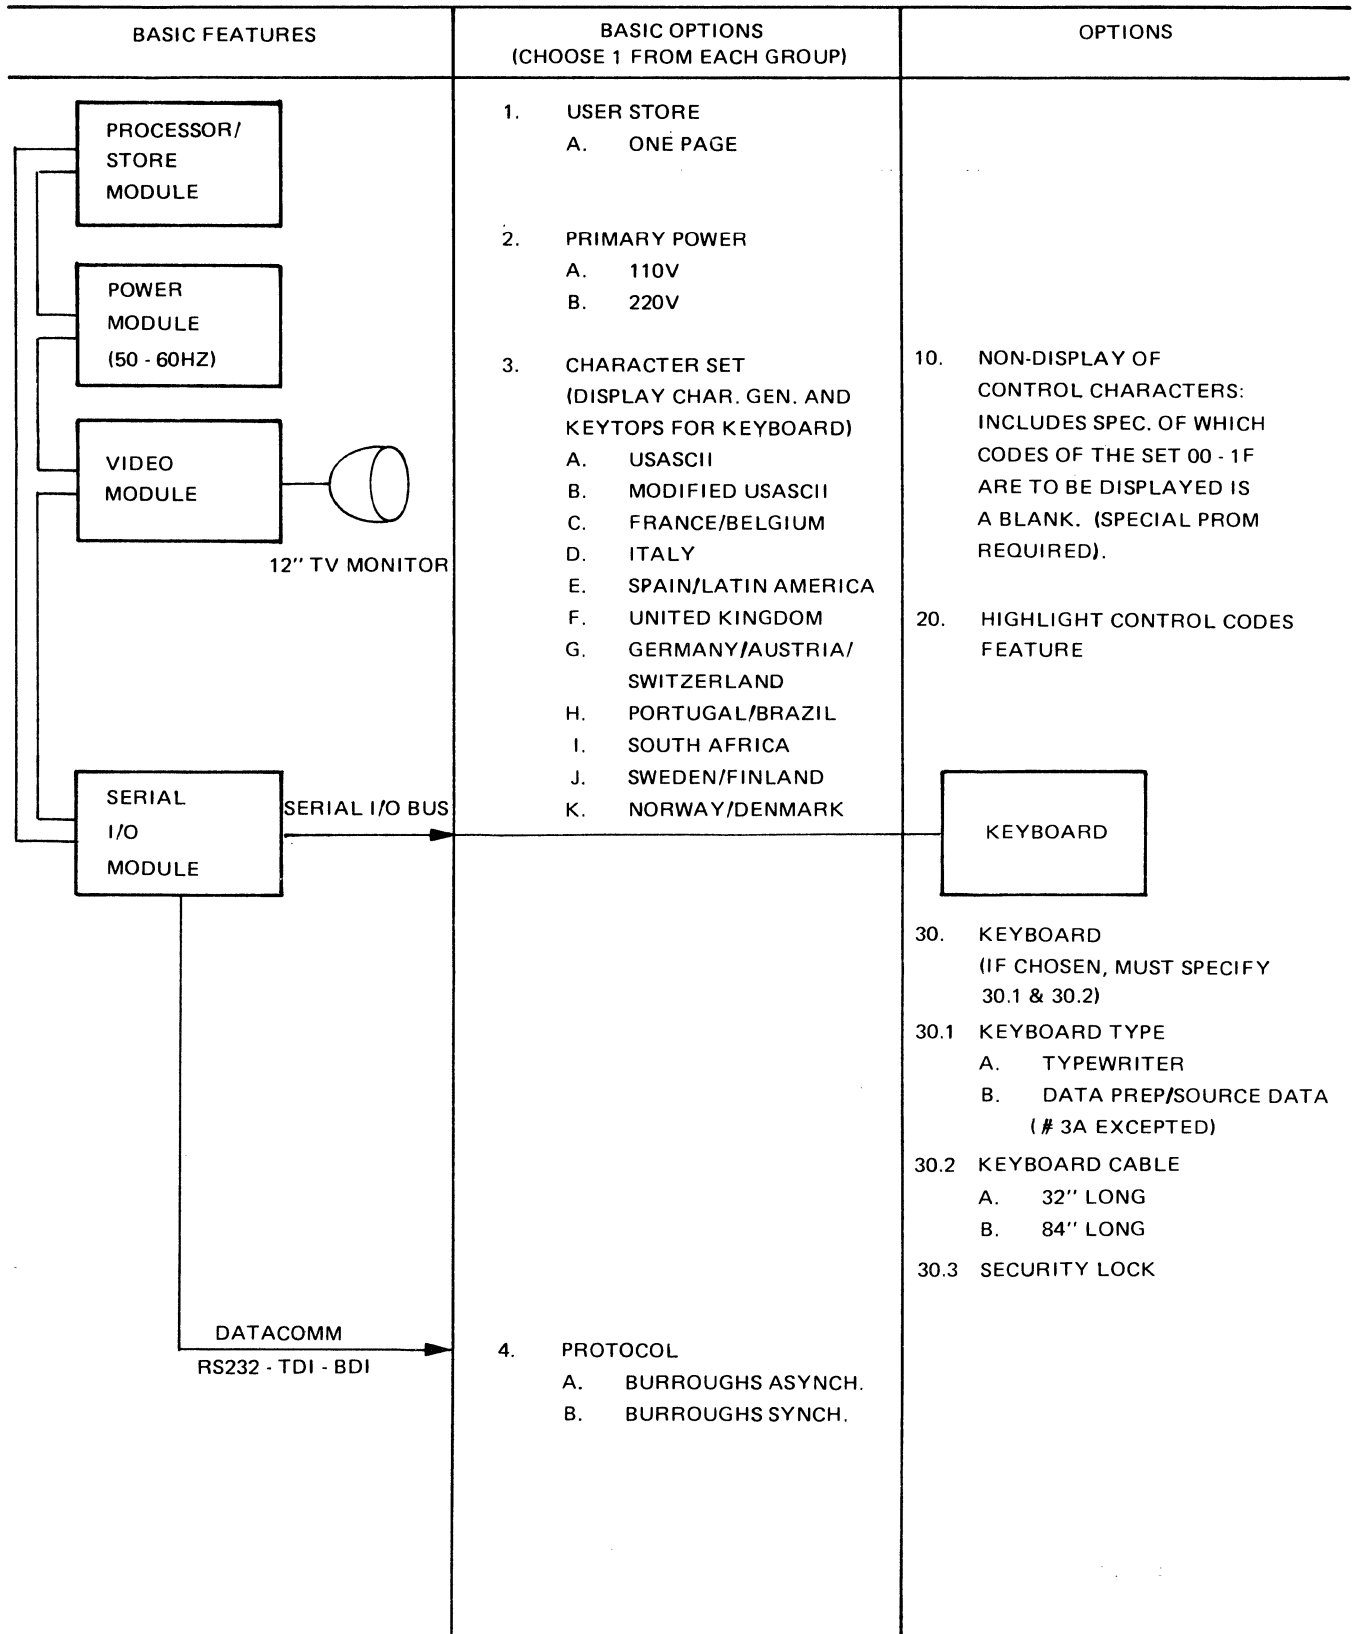 BASIC FEATURES
BASIC OPTIONS
(CHOOSE 1 FROM EACH GROUP)
OPTIONS
PROCESSOR/
STORE
MODULE
POWER
MODULE
(50 - 60HZ)
VIDEO
MODULE
12" TV MONITOR
SERIAL
I/O
MODULE
SERIAL I/O BUS
DATACOMM
RS232 - TDI - BDI
1. USER STORE
A. ONE PAGE
2. PRIMARY POWER
A. 110V
B. 220V
3. CHARACTER SET
(DISPLAY CHAR. GEN. AND
KEYTOPS FOR KEYBOARD)
A. USASCII
B. MODIFIED USASCII
C. FRANCE/BELGIUM
D. ITALY
E. SPAIN/LATIN AMERICA
F. UNITED KINGDOM
G. GERMANY/AUSTRIA/
SWITZERLAND
H. PORTUGAL/BRAZIL
I. SOUTH AFRICA
J. SWEDEN/FINLAND
K. NORWAY/DENMARK
4. PROTOCOL
A. BURROUGHS ASYNCH.
B. BURROUGHS SYNCH.
10. NON-DISPLAY OF
CONTROL CHARACTERS:
INCLUDES SPEC. OF WHICH
CODES OF THE SET 00 - 1F
ARE TO BE DISPLAYED IS
A BLANK. (SPECIAL PROM
REQUIRED).
20. HIGHLIGHT CONTROL CODES
FEATURE
KEYBOARD
30. KEYBOARD
(IF CHOSEN, MUST SPECIFY
30.1 & 30.2)
30.1 KEYBOARD TYPE
A. TYPEWRITER
B. DATA PREP/SOURCE DATA
(# 3A EXCEPTED)
30.2 KEYBOARD CABLE
A. 32" LONG
B. 84" LONG
30.3 SECURITY LOCK